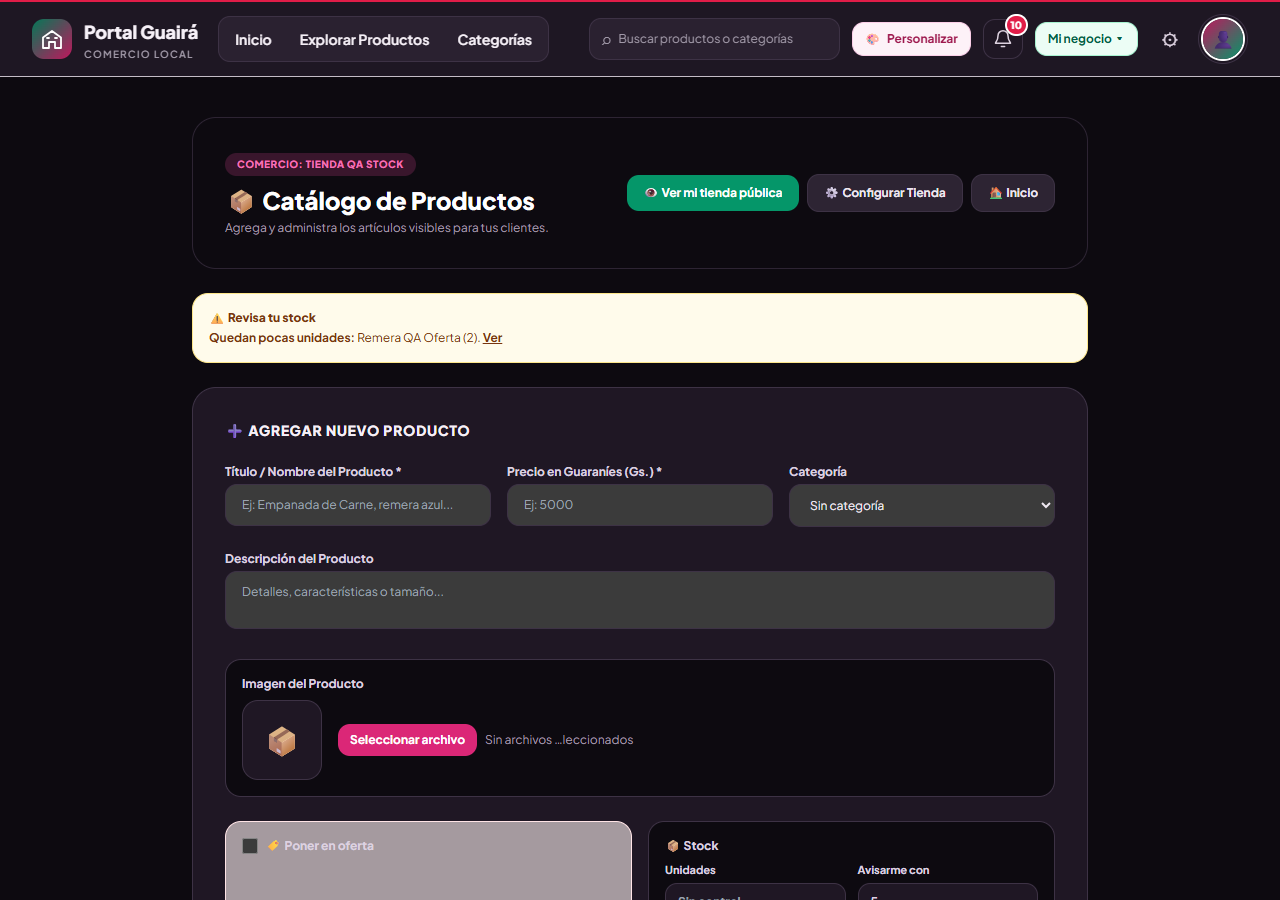 Portal Guairá
COMERCIO LOCAL
Inicio
Explorar Productos
Categorías
Buscar productos o categorías
Personalizar
10
Mi negocio
COMERCIO: TIENDA QA STOCK
Catálogo de Productos
Agrega y administra los artículos visibles para tus clientes.
Ver mi tienda pública
Configurar Tienda
Inicio
Revisa tu stock
Quedan pocas unidades: Remera QA Oferta (2). Ver
AGREGAR NUEVO PRODUCTO
Título / Nombre del Producto *
Precio en Guaraníes (Gs.) *
Categoría
Ej: Empanada de Carne, remera azul...
Ej: 5000
Sin categoría
Descripción del Producto
Detalles, características o tamaño...
Imagen del Producto
Seleccionar archivo
Sin archivos ...leccionados
Poner en oferta
Stock
Unidades
Avisarme con
Sin control
5